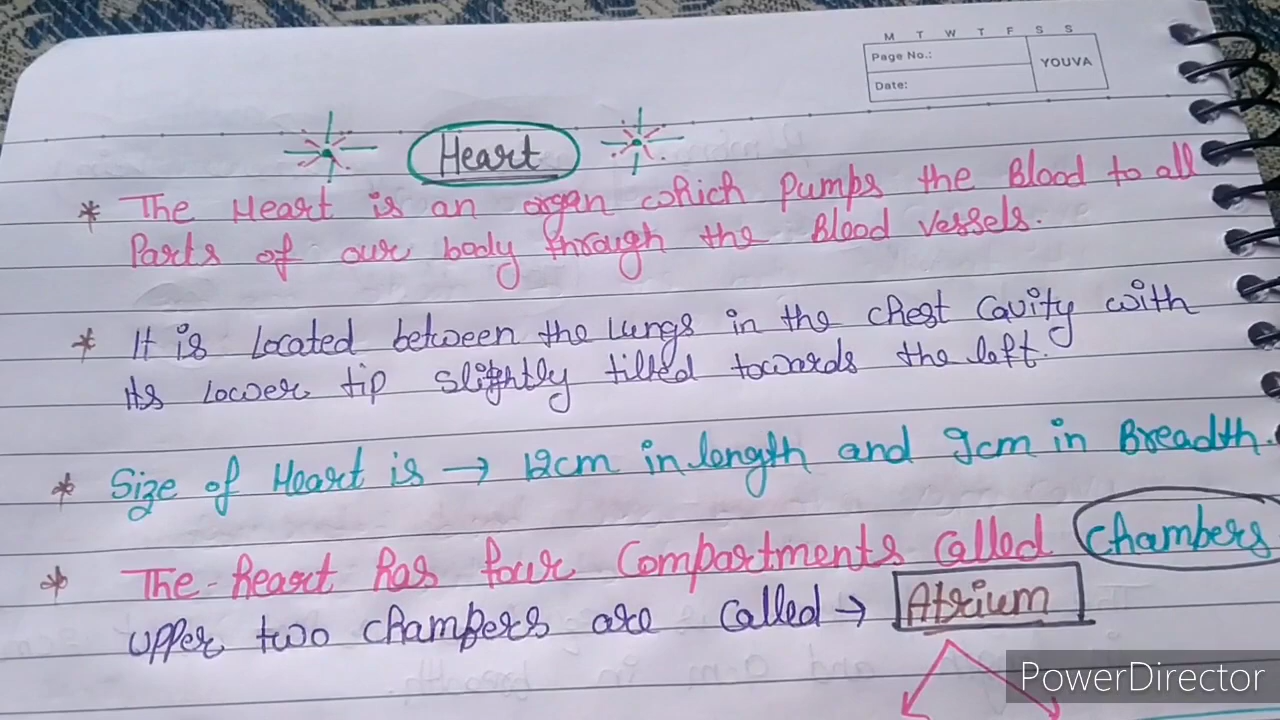 M T W T F S S
Page No.:
YOUVA
Date:
Heart
* The Heart is an organ which pumps the Blood to all
Parts of our body through the Blood vessels.
* It is Located between the Lungs in the chest Cavity with
its Lower tip slightly tilted towards the left.
* Size of Heart is → 12cm in length and 9cm in Breadth.
* The heart has four Compartments called Chambers
upper two chambers are called → Atrium
PowerDirector